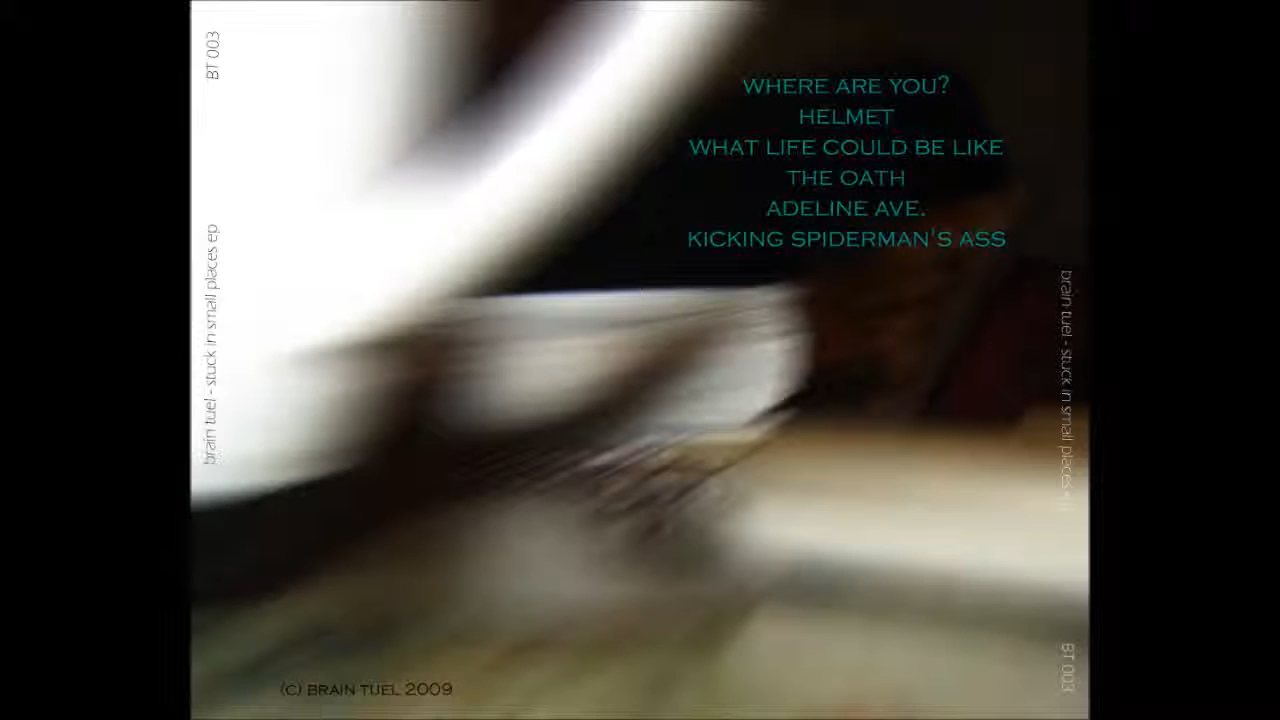 BT 003
brain tuel - stuck in small places ep
WHERE ARE YOU?
HELMET
WHAT LIFE COULD BE LIKE
THE OATH
ADELINE AVE.
KICKING SPIDERMAN'S ASS
brain tuel - stuck in small places
BT 003
(C) BRAIN TUEL 2009